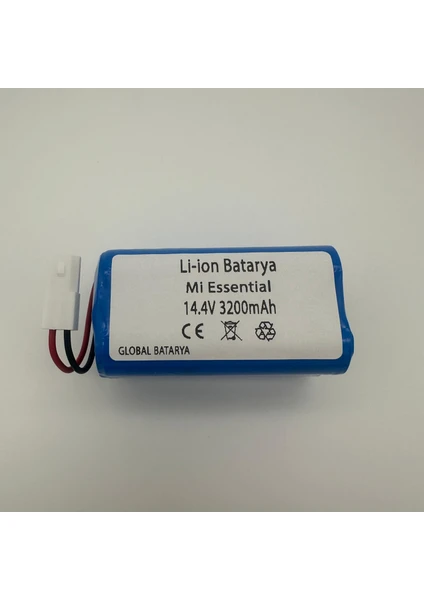 Li-ion Batarya
Mi Essential
14.4V 3200mAh
CE
GLOBAL BATARYA